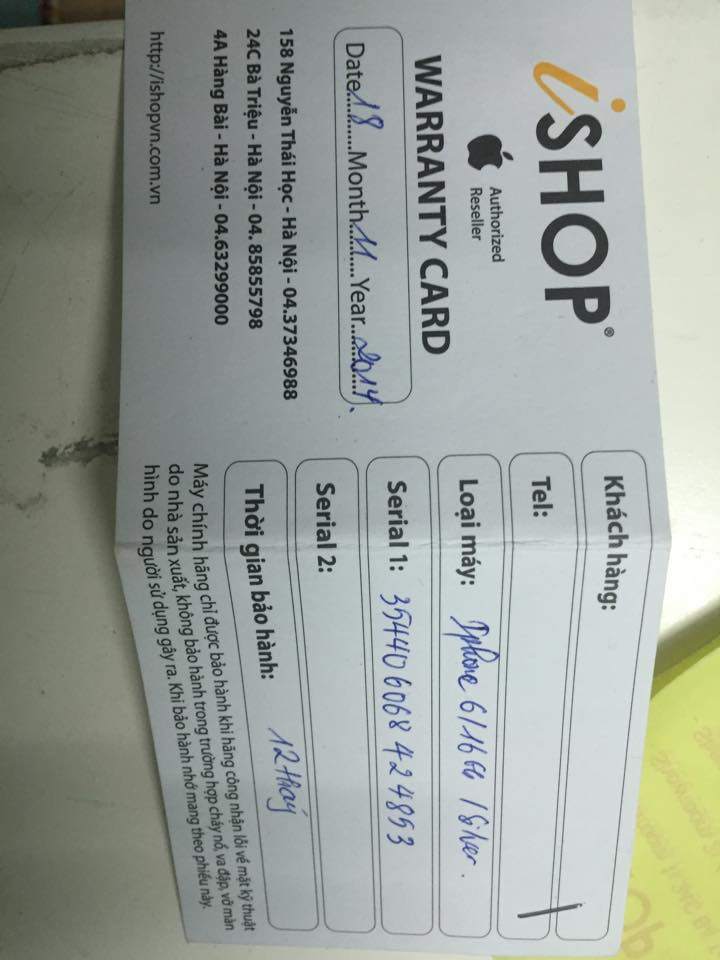 iSHOP®
Authorized
Reseller
WARRANTY CARD
Date 18 Month 11 Year 2014.
158 Nguyễn Thái Học - Hà Nội - 04.37346988
24C Bà Triệu - Hà Nội - 04. 85855798
4A Hàng Bài - Hà Nội - 04.63299000
http://ishopvn.com.vn
Khách hàng:
Tel:
Loại máy: Iphone 6/16Gb/Silver.
Serial 1: 354406068424853
Serial 2:
Thời gian bảo hành: 12 tháng
Máy chính hãng chỉ được bảo hành khi hãng công nhận lỗi về mặt kỹ thuật
do nhà sản xuất, không bảo hành trong trường hợp cháy nổ, va đập, vỡ màn
hình do người sử dụng gây ra. Khi bảo hành nhớ mang theo phiếu này.